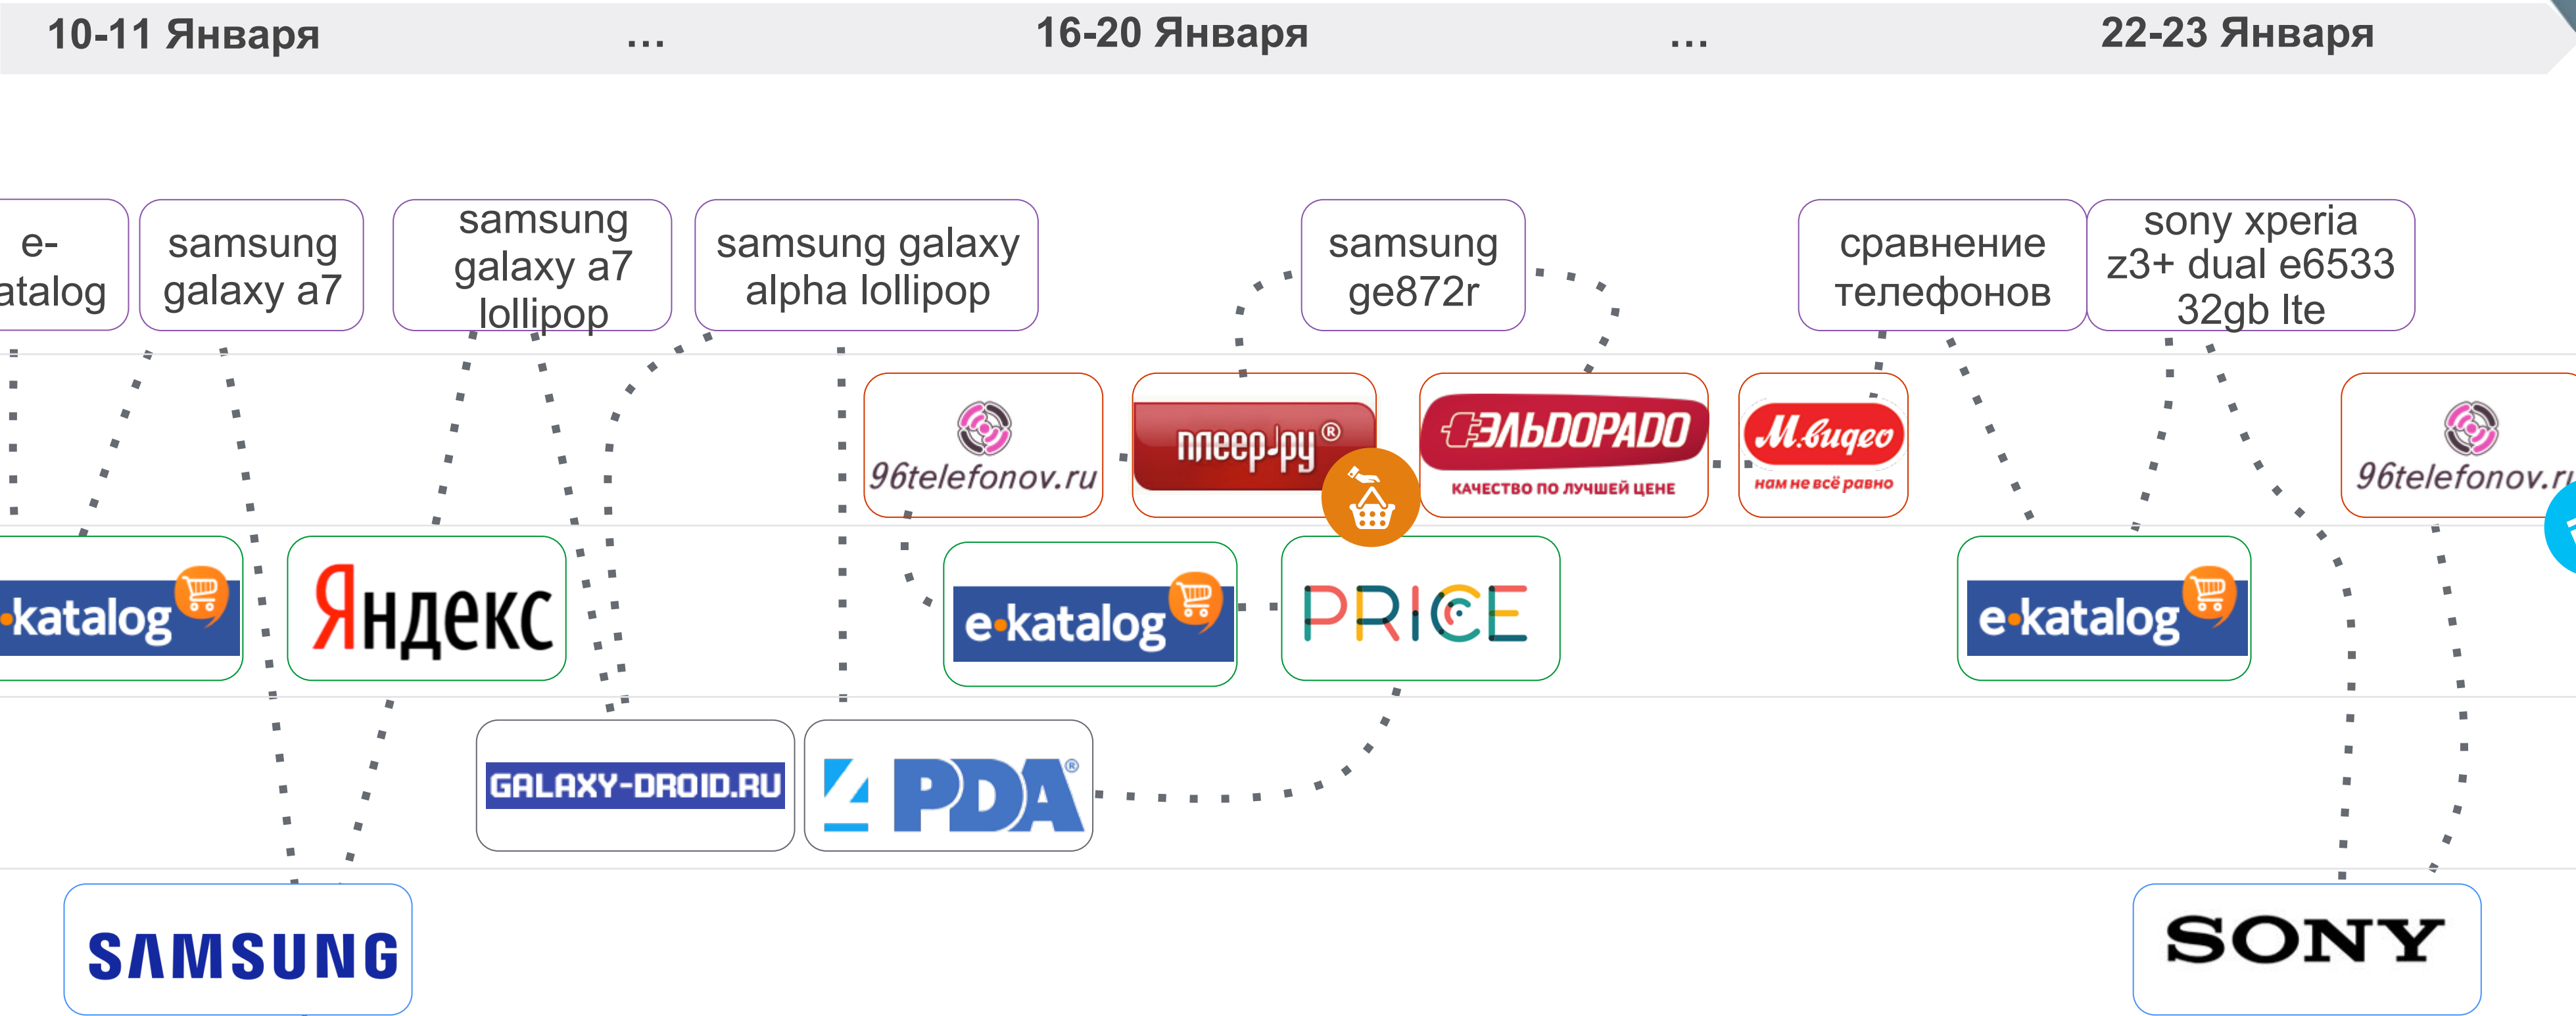 10-11 Января
...
16-20 Января
...
22-23 Января
e-
atalog
samsung
galaxy a7
samsung
galaxy a7
lollipop
samsung galaxy
alpha lollipop
samsung
ge872r
сравнение
телефонов
sony xperia
z3+ dual e6533
32gb lte
96telefonov.ru
плеер.ру®
ЭЛЬДОРАДО
КАЧЕСТВО ПО ЛУЧШЕЙ ЦЕНЕ
М.видео
нам не всё равно
96telefonov.ru
katalog
Яндекс
e-katalog
PRICE
e-katalog
GALAXY-DROID.RU
4PDA®
SAMSUNG
SONY